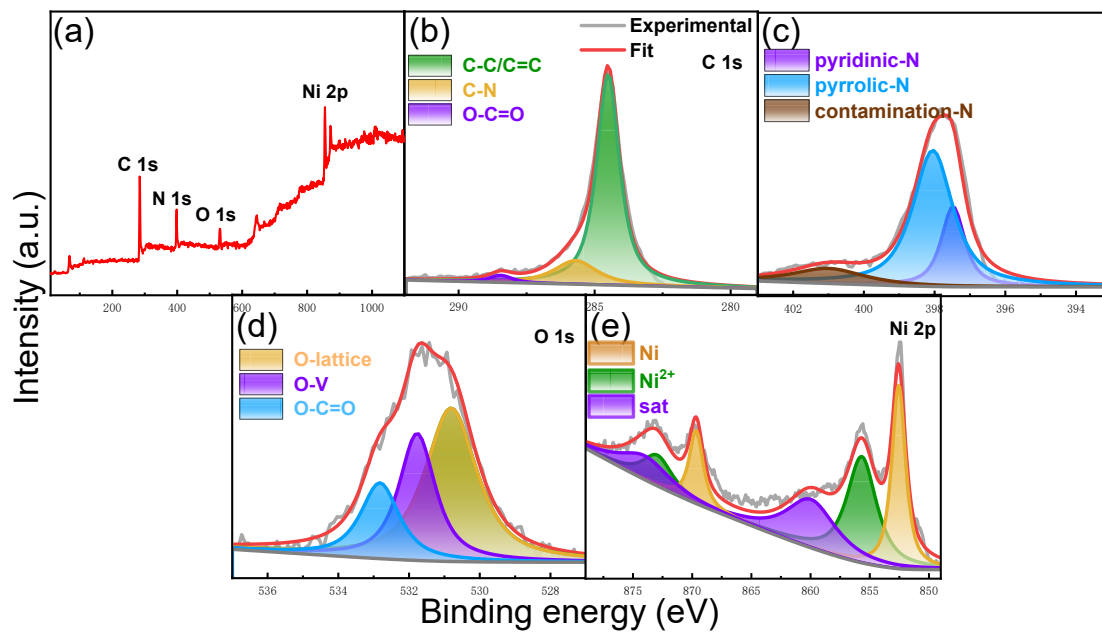 (a)
Ni 2p
C 1s
N 1s
O 1s
200 400 600 800 1000
(b)
Experimental
Fit
C 1s
C-C/C=C
C-N
O-C=O
290 285 280
(c)
pyridinic-N
pyrrolic-N
contamination-N
402 400 398 396 394
(d)
O 1s
O-lattice
O-V
O-C=O
536 534 532 530 528
(e)
Ni 2p
Ni
Ni2+
sat
875 870 865 860 855 850
Intensity (a.u.)
Binding energy (eV)